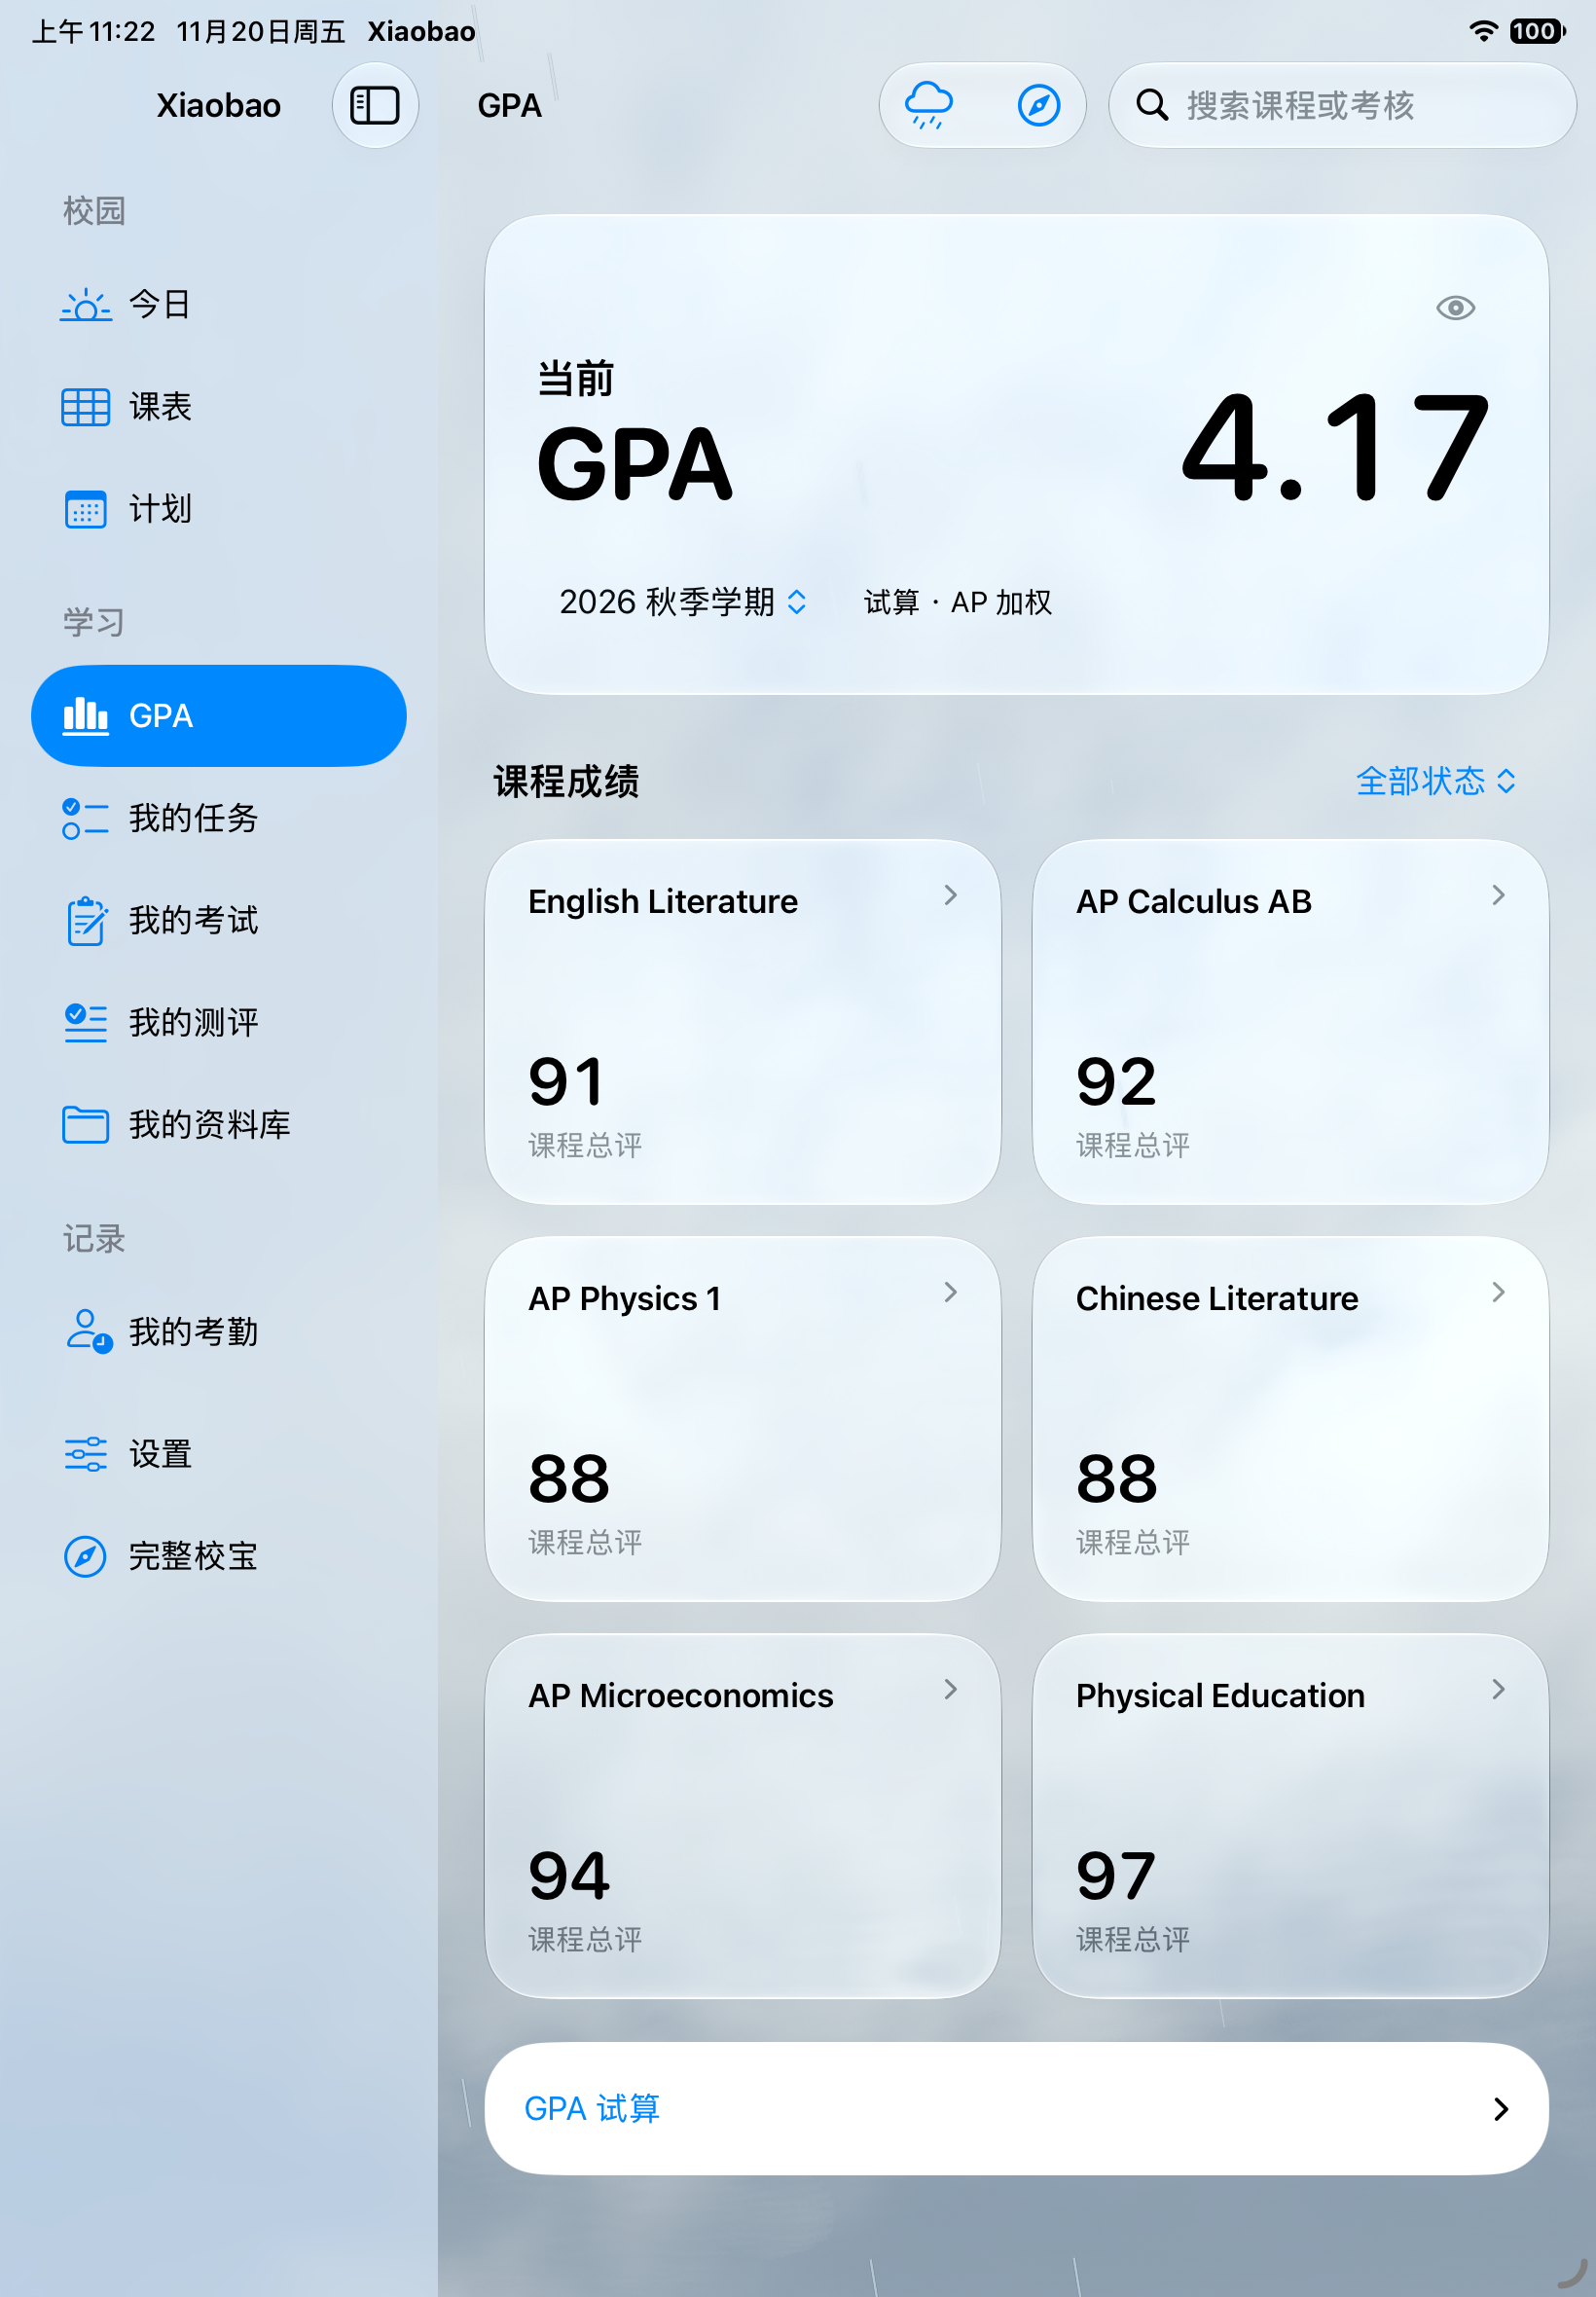 上午11:22 11月20日周五 Xiaobao
100
Xiaobao
GPA
搜索课程或考核
校园
今日
课表
计划
学习
GPA
我的任务
我的考试
我的测评
我的资料库
记录
我的考勤
设置
完整校宝
当前
GPA
4.17
2026 秋季学期
试算 · AP 加权
课程成绩
全部状态
English Literature
91
课程总评
AP Calculus AB
92
课程总评
AP Physics 1
88
课程总评
Chinese Literature
88
课程总评
AP Microeconomics
94
课程总评
Physical Education
97
课程总评
GPA 试算